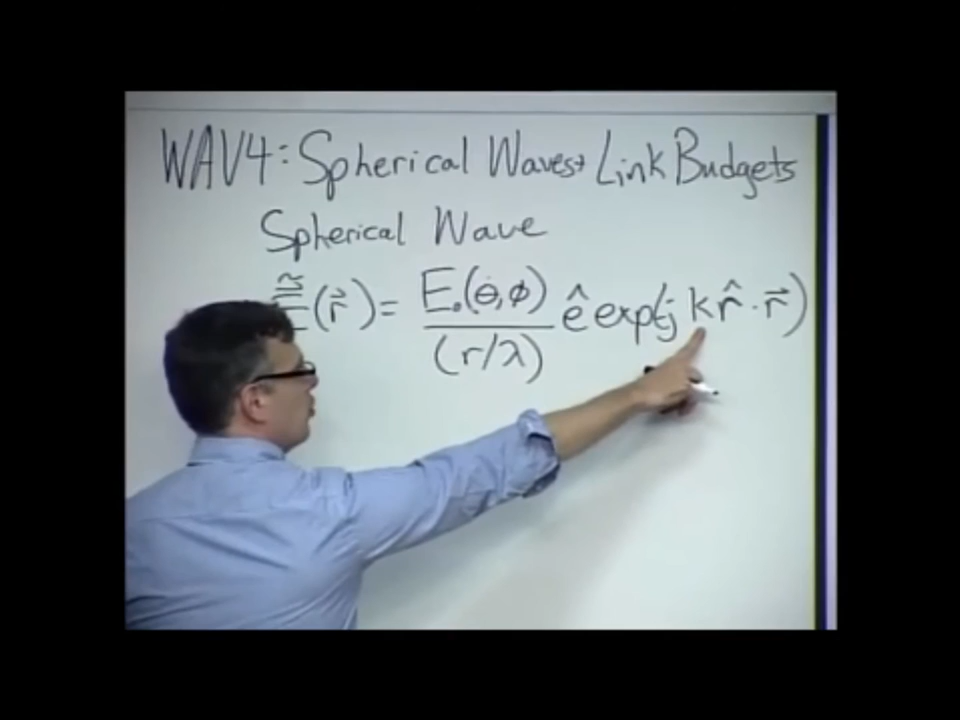 WAV4: Spherical Waves + Link Budgets
Spherical Wave
Ẽ(r⃗) = E₀(θ,φ)/(r/λ) ê exp(-j k r̂ · r⃗)